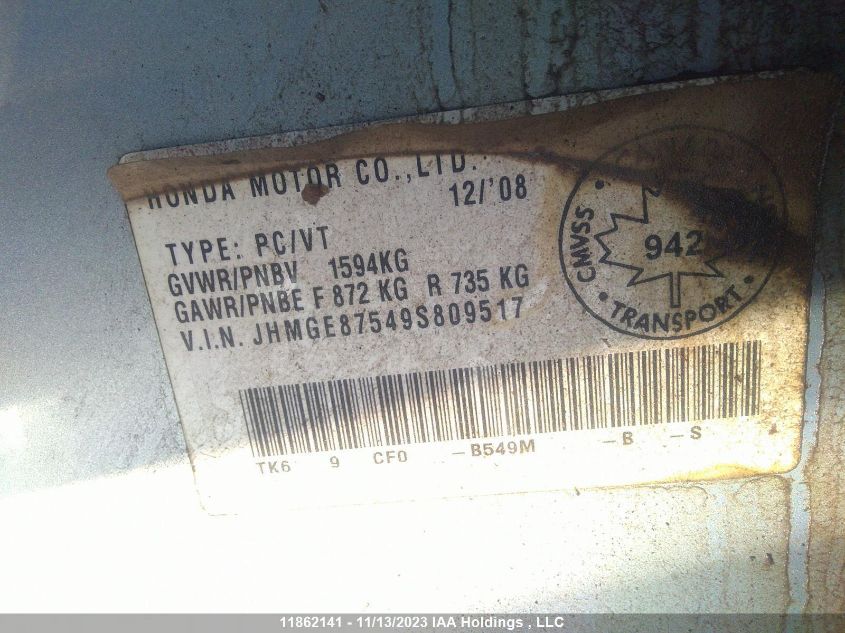 HONDA MOTOR CO.,LTD.
12/'08
TYPE: PC/VT
GVWR/PNBV 1594KG
GAWR/PNBE F 872 KG R 735 KG
V.I.N. JHMGE87549S809517
CMVSS
942
TRANSPORT
TK6 9 CF0 -B549M -B -S
11862141 - 11/13/2023 IAA Holdings , LLC